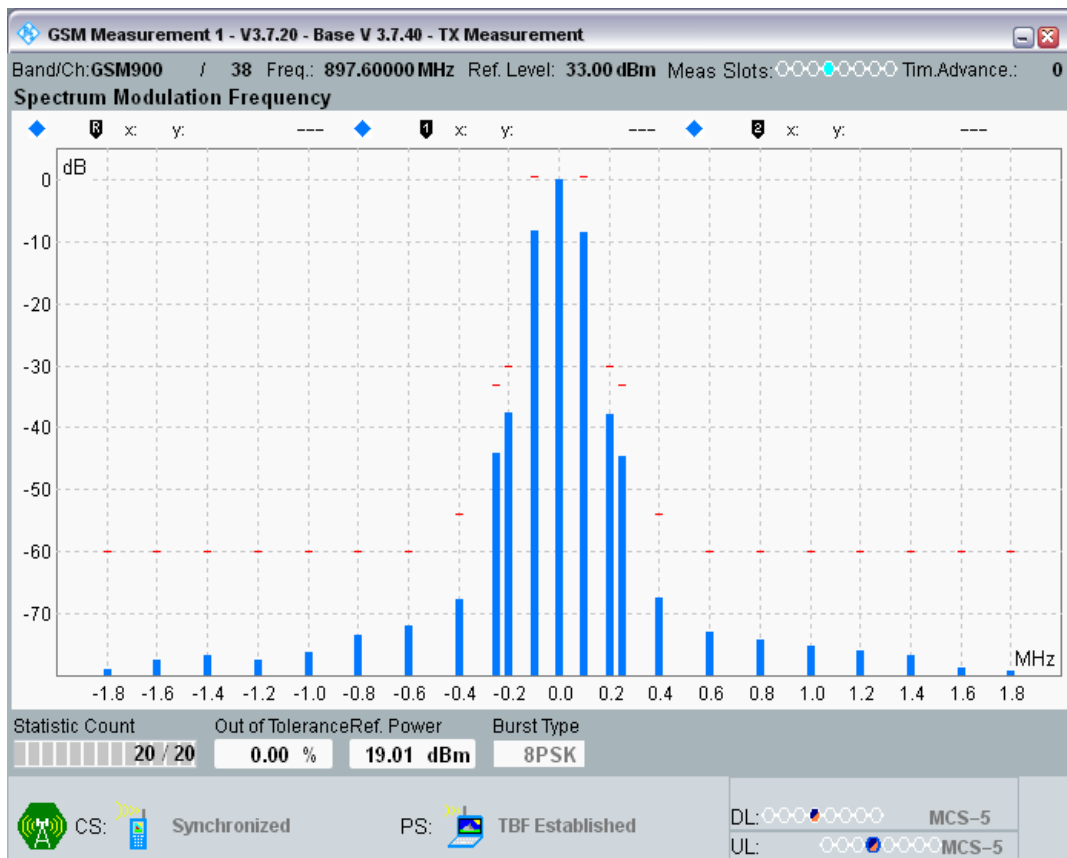 GSM Measurement 1 - V3.7.20 - Base V 3.7.40 - TX Measurement
Band/Ch:GSM900 / 38 Freq.: 897.60000 MHz Ref. Level: 33.00 dBm Meas Slots: Tim.Advance.: 0
Spectrum Modulation Frequency
R x: y: --- 1 x: y: --- 2 x: y: ---
dB
0
-10
-20
-30
-40
-50
-60
-70
MHz
-1.8 -1.6 -1.4 -1.2 -1.0 -0.8 -0.6 -0.4 -0.2 0.0 0.2 0.4 0.6 0.8 1.0 1.2 1.4 1.6 1.8
Statistic Count Out of Tolerance Ref. Power Burst Type
20 / 20 0.00 % 19.01 dBm 8PSK
CS: Synchronized PS: TBF Established
DL: MCS-5
UL: MCS-5